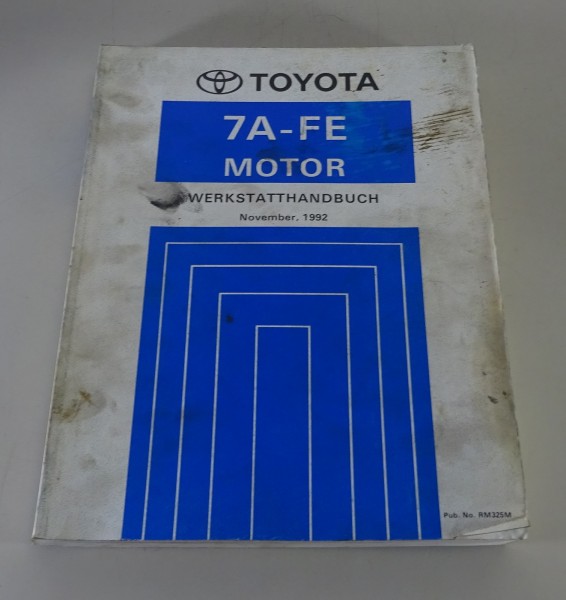 TOYOTA
7A-FE
MOTOR
WERKSTATTHANDBUCH
November, 1992
Pub. No. RM325M